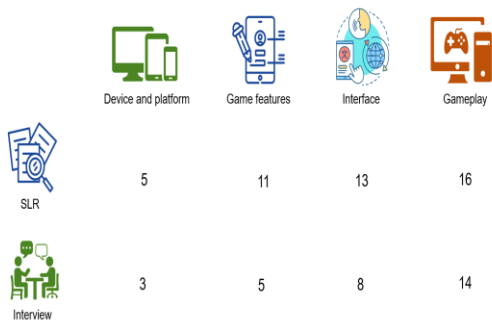 Device and platform Game features Interface Gameplay
5 11 13 16
SLR
3 5 8 14
Interview